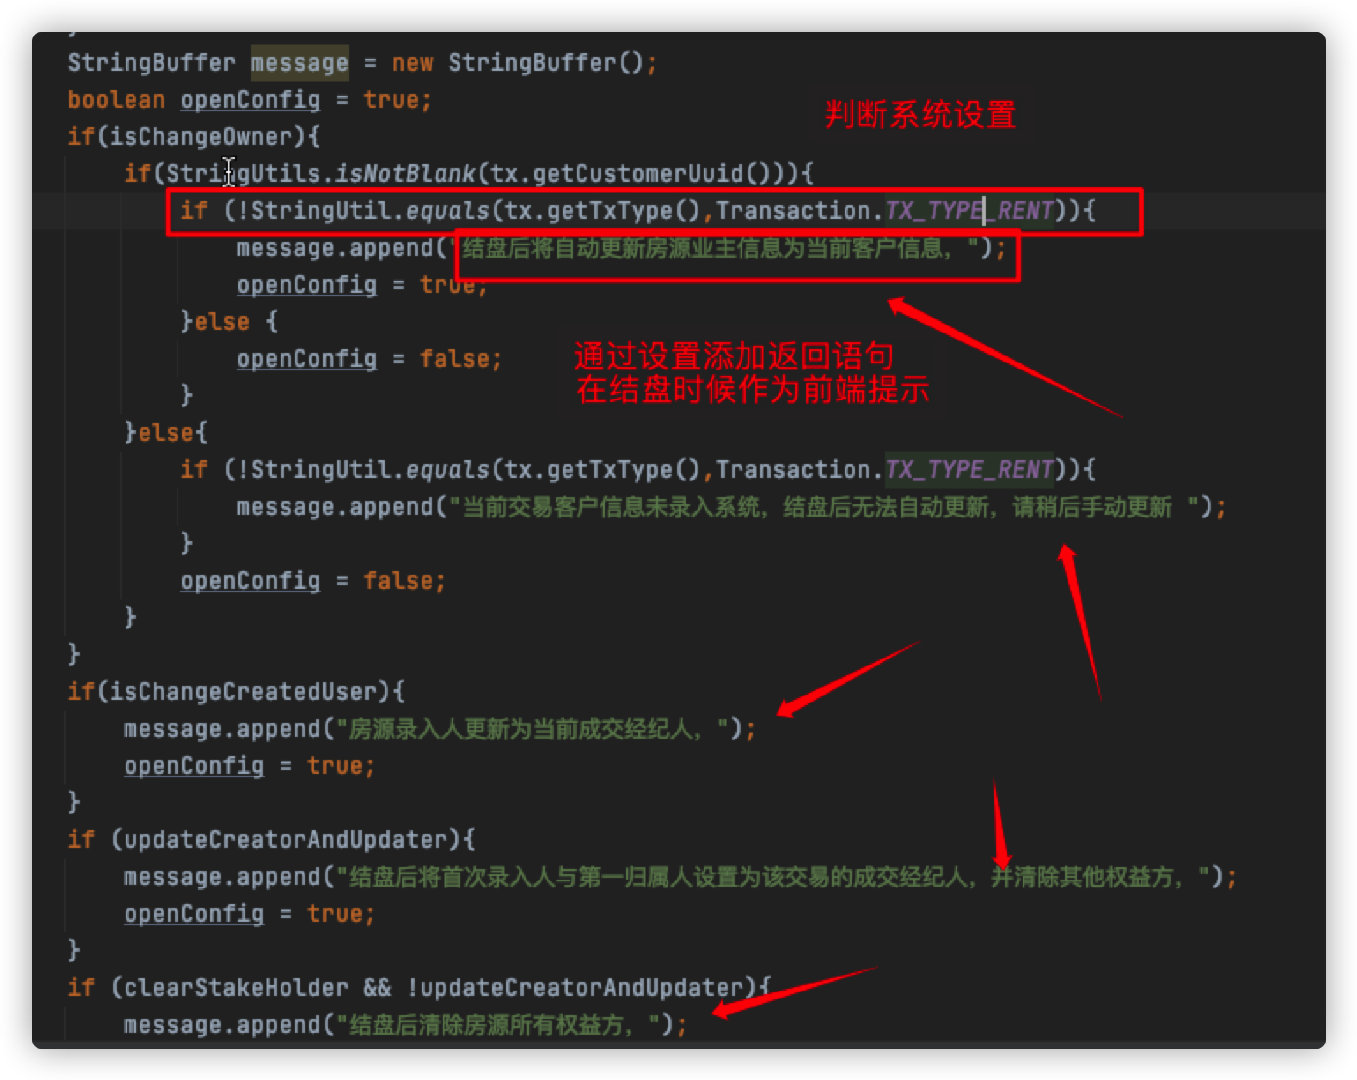 }
StringBuffer message = new StringBuffer();
boolean openConfig = true;
判断系统设置
if(isChangeOwner){
if(StringUtils.isNotBlank(tx.getCustomerUuid())){
if (!StringUtil.equals(tx.getTxType(),Transaction.TX_TYPE_RENT)){
message.append("结盘后将自动更新房源业主信息为当前客户信息，");
openConfig = true;
}else {
通过设置添加返回语句
openConfig = false;
在结盘时候作为前端提示
}
}else{
if (!StringUtil.equals(tx.getTxType(),Transaction.TX_TYPE_RENT)){
message.append("当前交易客户信息未录入系统，结盘后无法自动更新，请稍后手动更新 ");
}
openConfig = false;
}
}
if(isChangeCreatedUser){
message.append("房源录入人更新为当前成交经纪人，");
openConfig = true;
}
if (updateCreatorAndUpdater){
message.append("结盘后将首次录入人与第一归属人设置为该交易的成交经纪人，并清除其他权益方，");
openConfig = true;
}
if (clearStakeHolder && !updateCreatorAndUpdater){
message.append("结盘后清除房源所有权益方，");